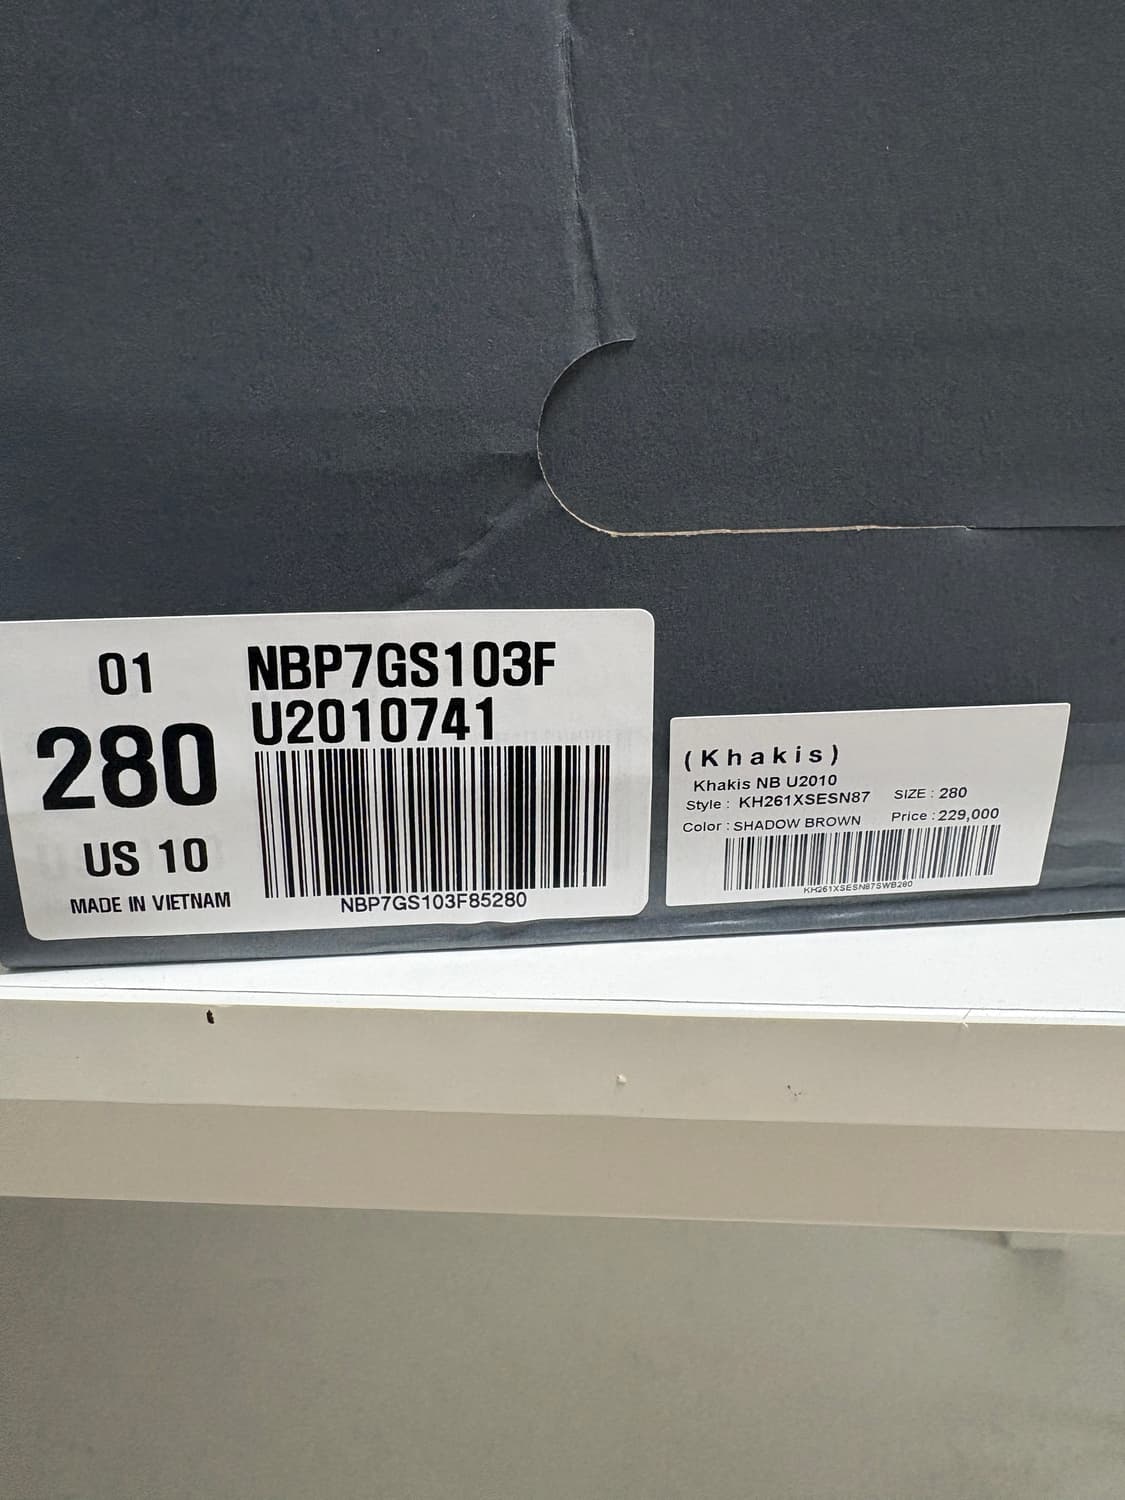 01
NBP7GS103F
U2010741
280
US 10
MADE IN VIETNAM
NBP7GS103F85280
(Khakis)
Khakis NB U2010
Style : KH261XSESN87 SIZE : 280
Color : SHADOW BROWN Price : 229,000
KH261XSESN87SWB280